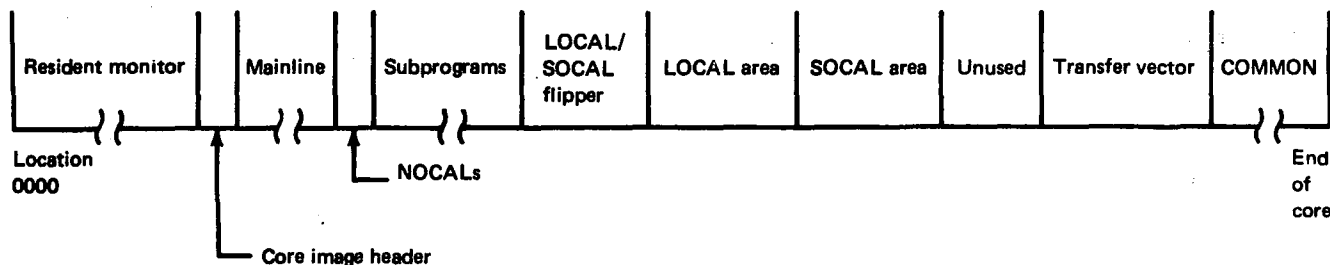 Resident monitor
Mainline
Subprograms
LOCAL/
SOCAL
flipper
LOCAL area
SOCAL area
Unused
Transfer vector
COMMON
Location
0000
NOCALs
End
of
core
Core image header